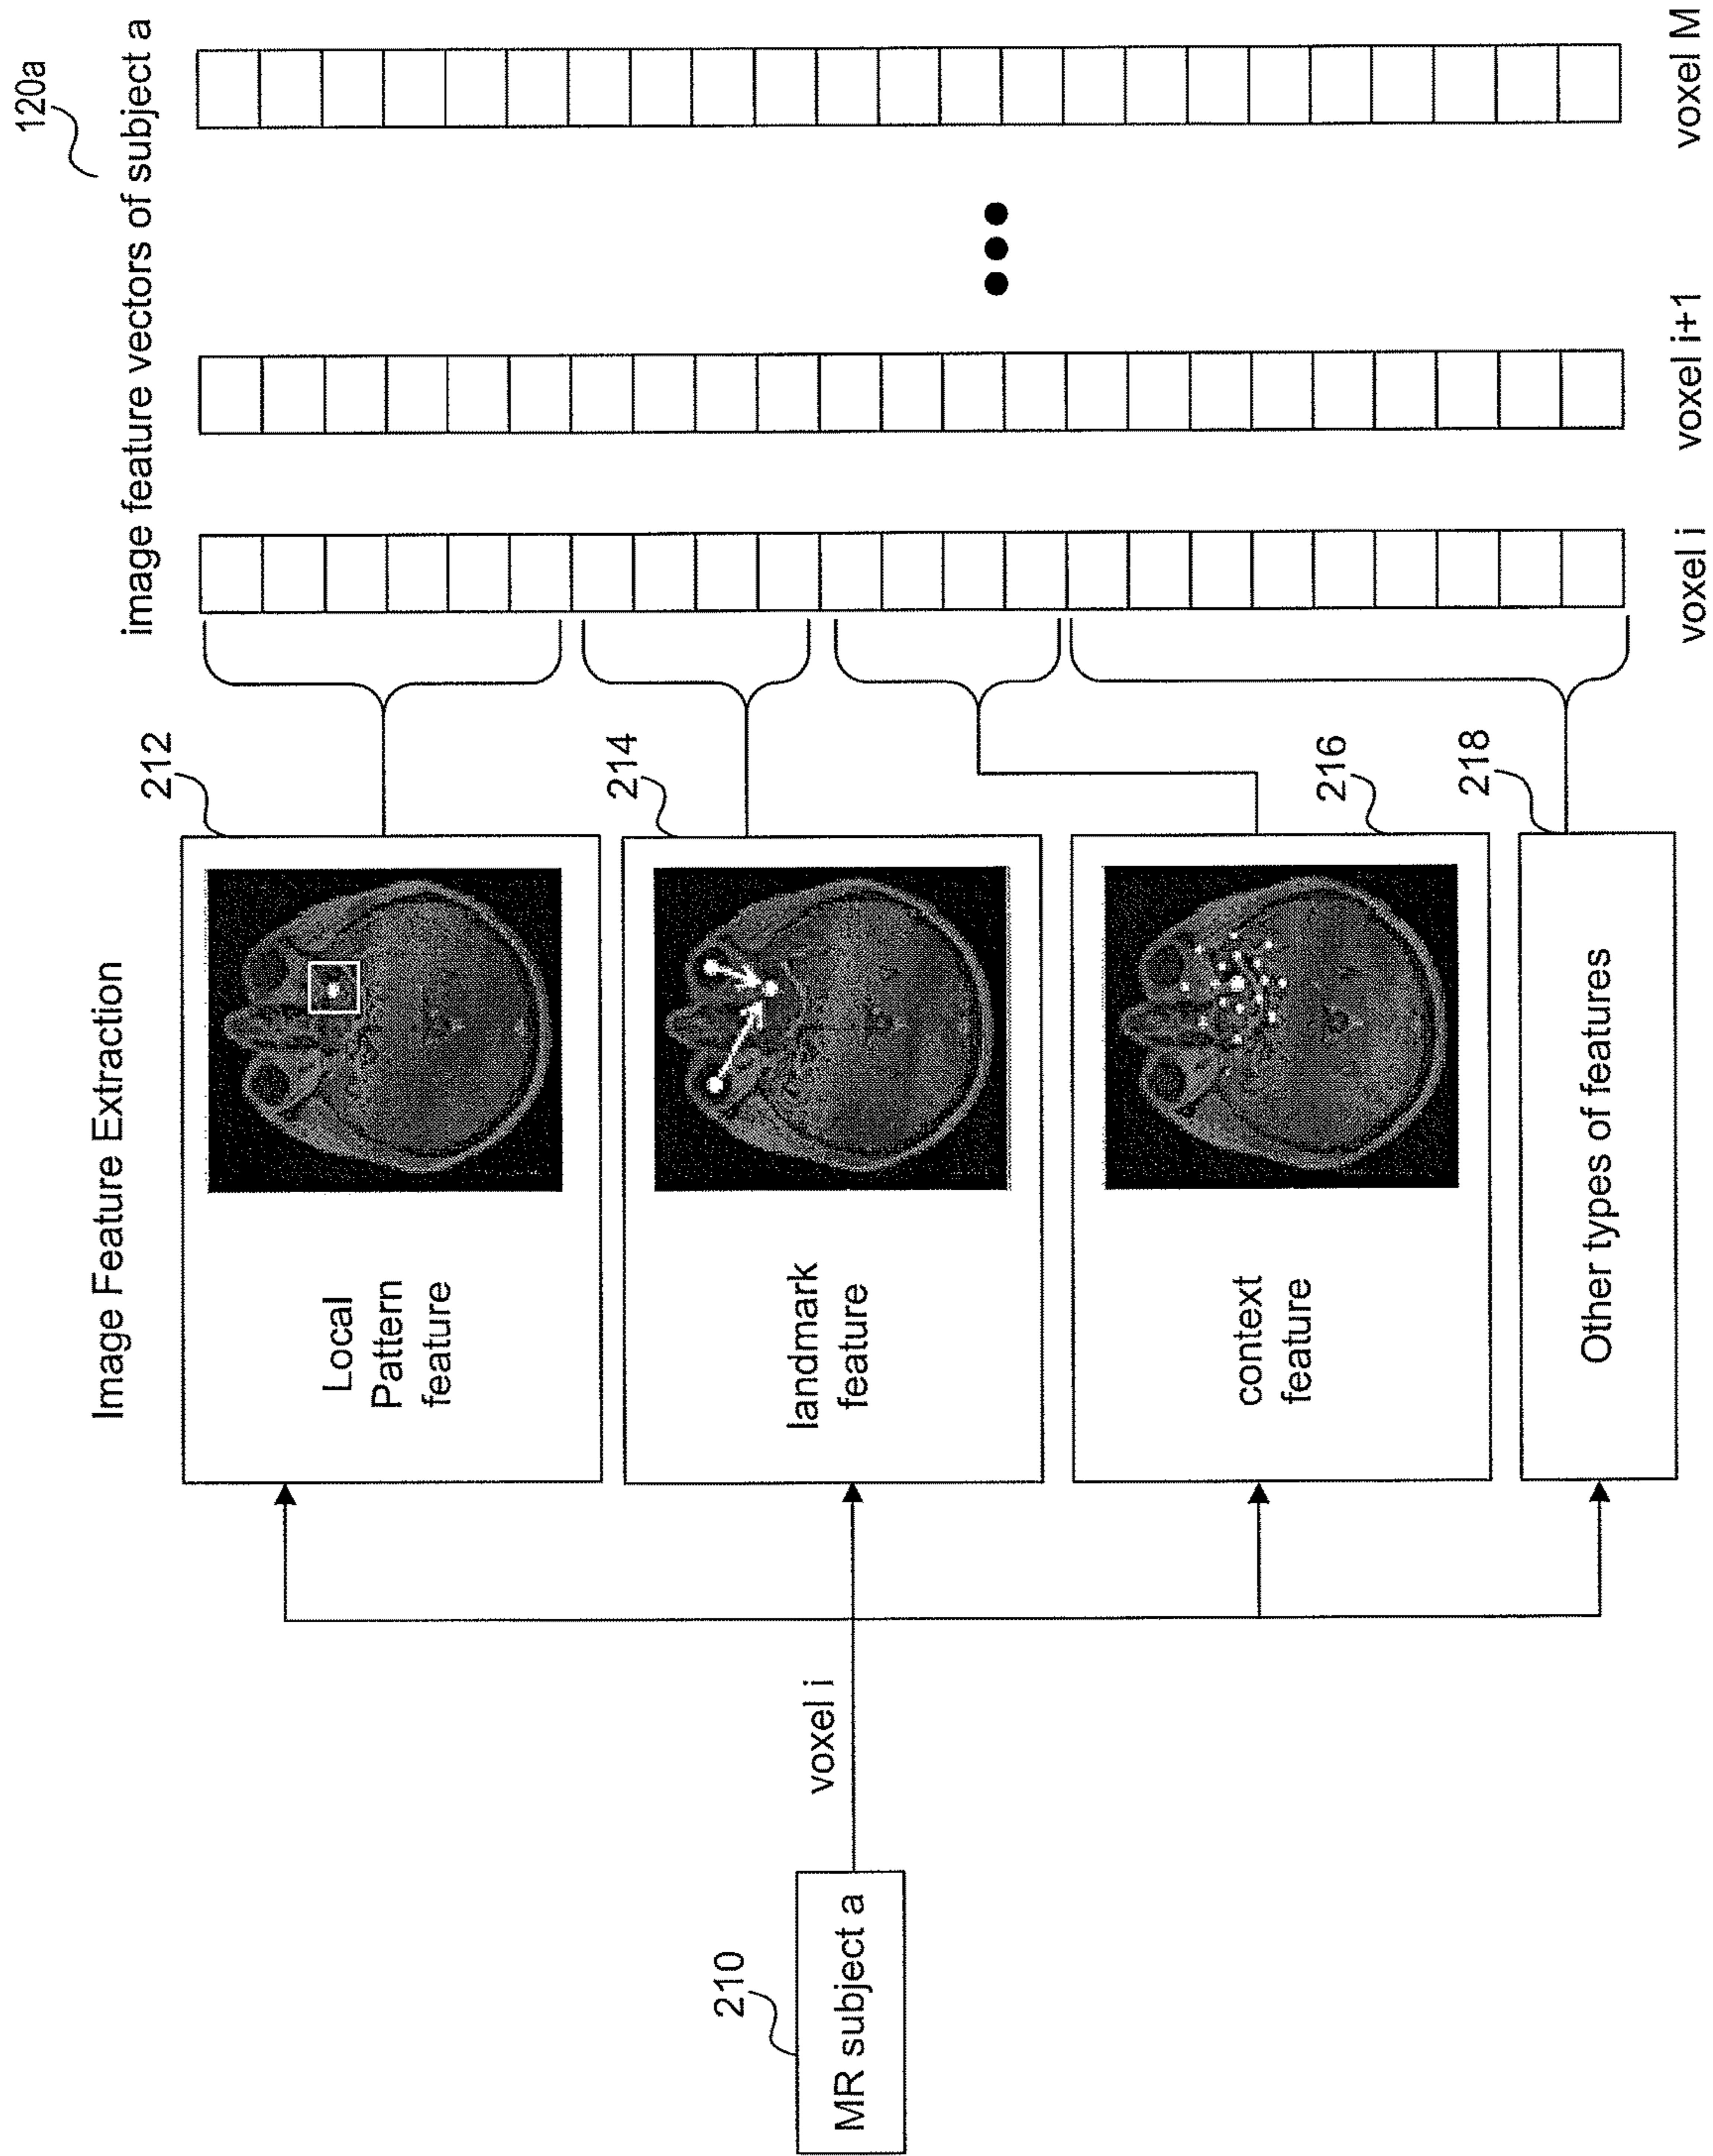 Image Feature Extraction
120a
image feature vectors of subject a
210
MR subject a
voxel i
212
Local
Pattern
feature
214
landmark
feature
216
context
feature
218
Other types of features
voxel i
voxel i+1
voxel M